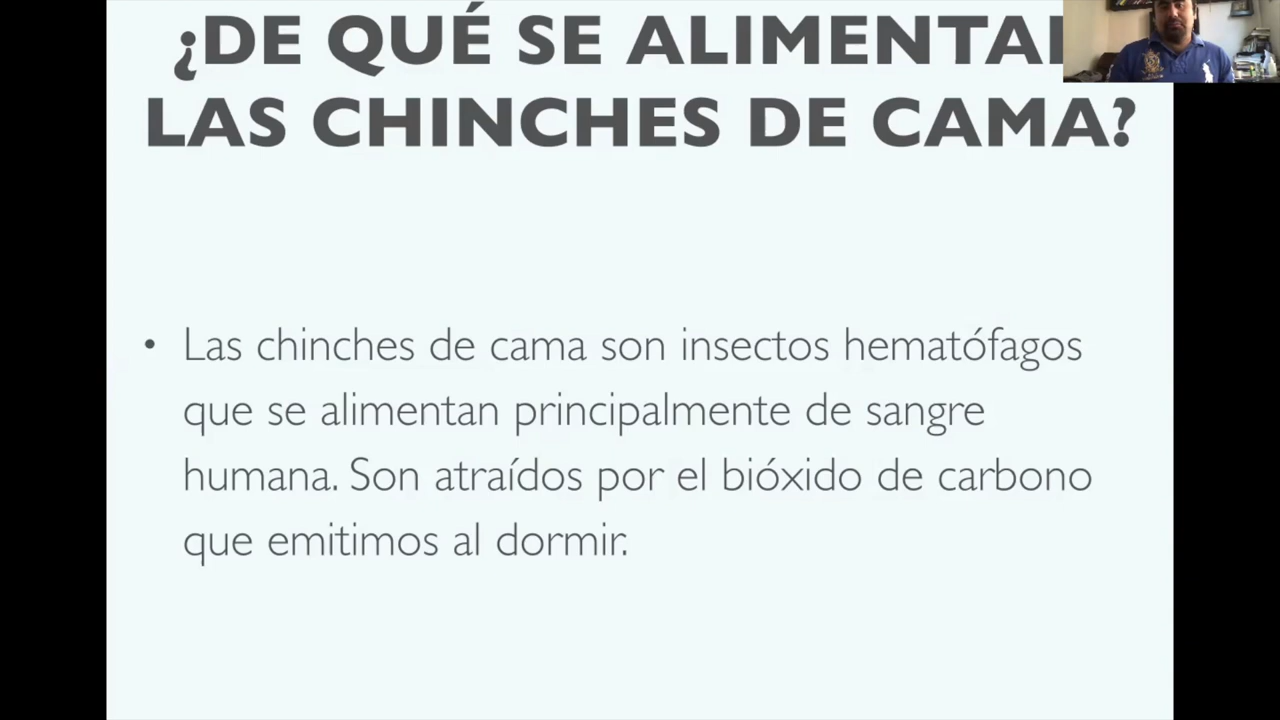 ¿DE QUÉ SE ALIMENTA
LAS CHINCHES DE CAMA?
• Las chinches de cama son insectos hematófagos
que se alimentan principalmente de sangre
humana. Son atraídos por el bióxido de carbono
que emitimos al dormir.